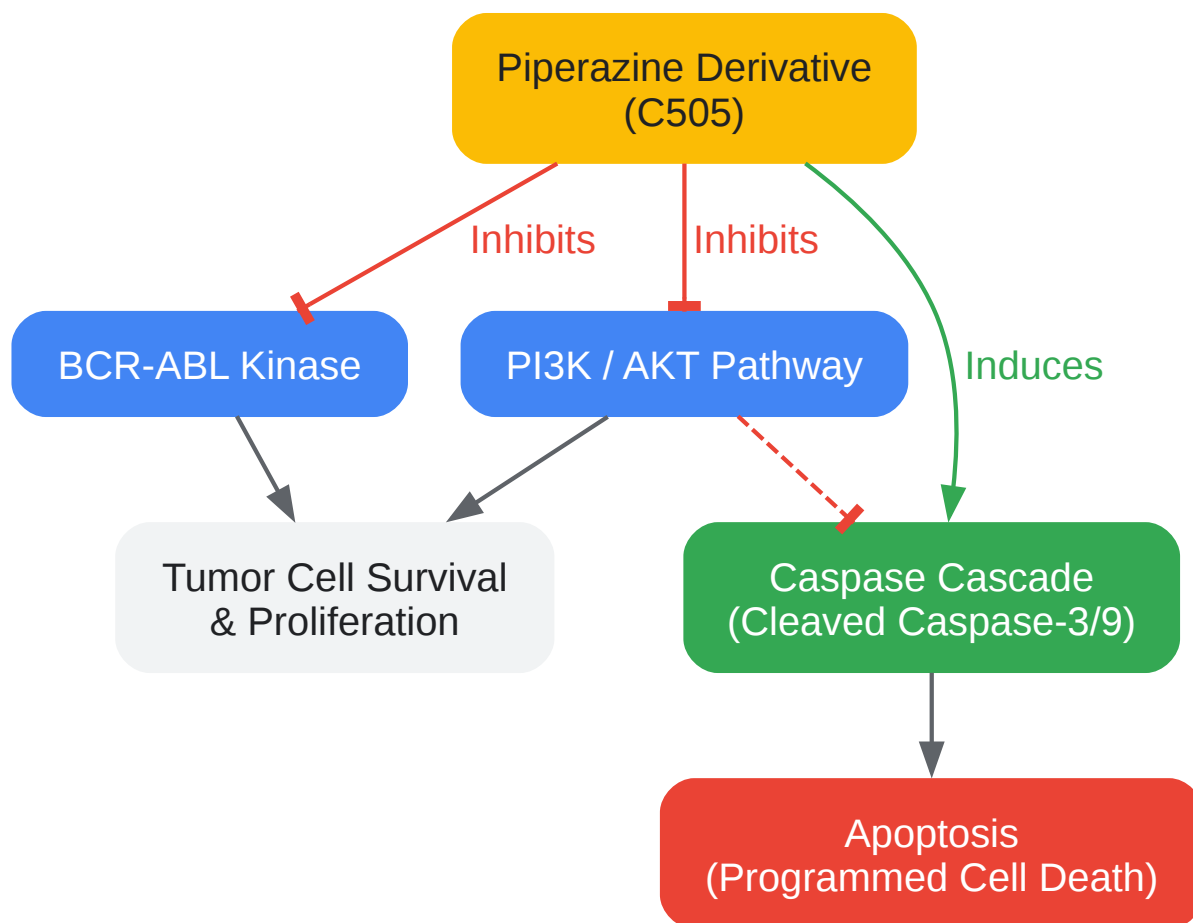 Piperazine Derivative
(C505)
Inhibits
Inhibits
BCR-ABL Kinase
PI3K / AKT Pathway
Induces
Tumor Cell Survival
& Proliferation
Caspase Cascade
(Cleaved Caspase-3/9)
Apoptosis
(Programmed Cell Death)